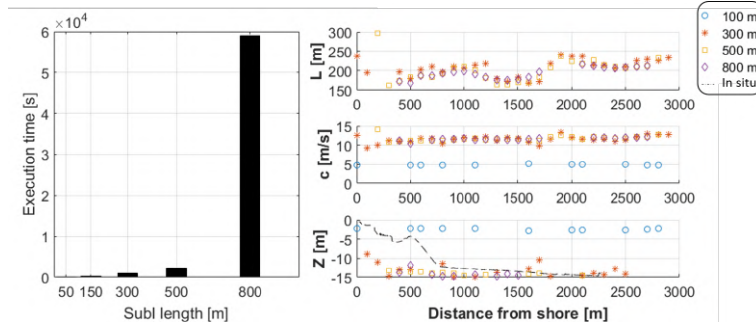 6 ×10⁴
5
4
3
2
1
0
Execution time [s]
50 150 300 500 800
Subl length [m]
300
250
200
150
100
L [m]
0 500 1000 1500 2000 2500 3000
15
10
5
0
c [m/s]
0 500 1000 1500 2000 2500 3000
0
-5
-10
-15
Z [m]
0 500 1000 1500 2000 2500 3000
Distance from shore [m]
100 m
300 m
500 m
800 m
In situ